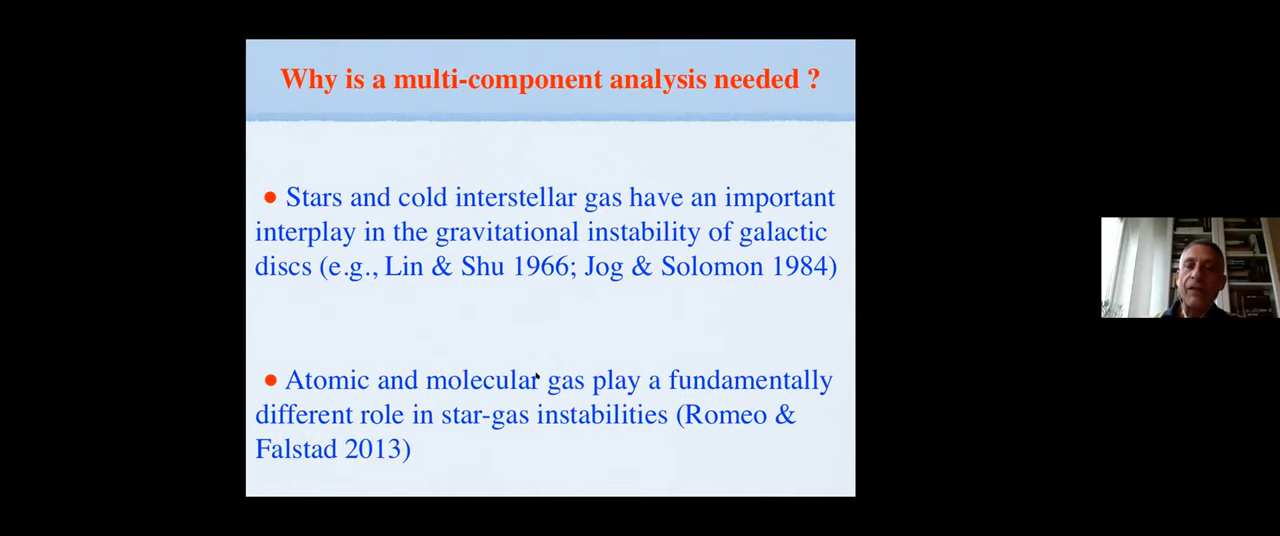 Why is a multi-component analysis needed ?
• Stars and cold interstellar gas have an important
interplay in the gravitational instability of galactic
discs (e.g., Lin & Shu 1966; Jog & Solomon 1984)
• Atomic and molecular gas play a fundamentally
different role in star-gas instabilities (Romeo &
Falstad 2013)